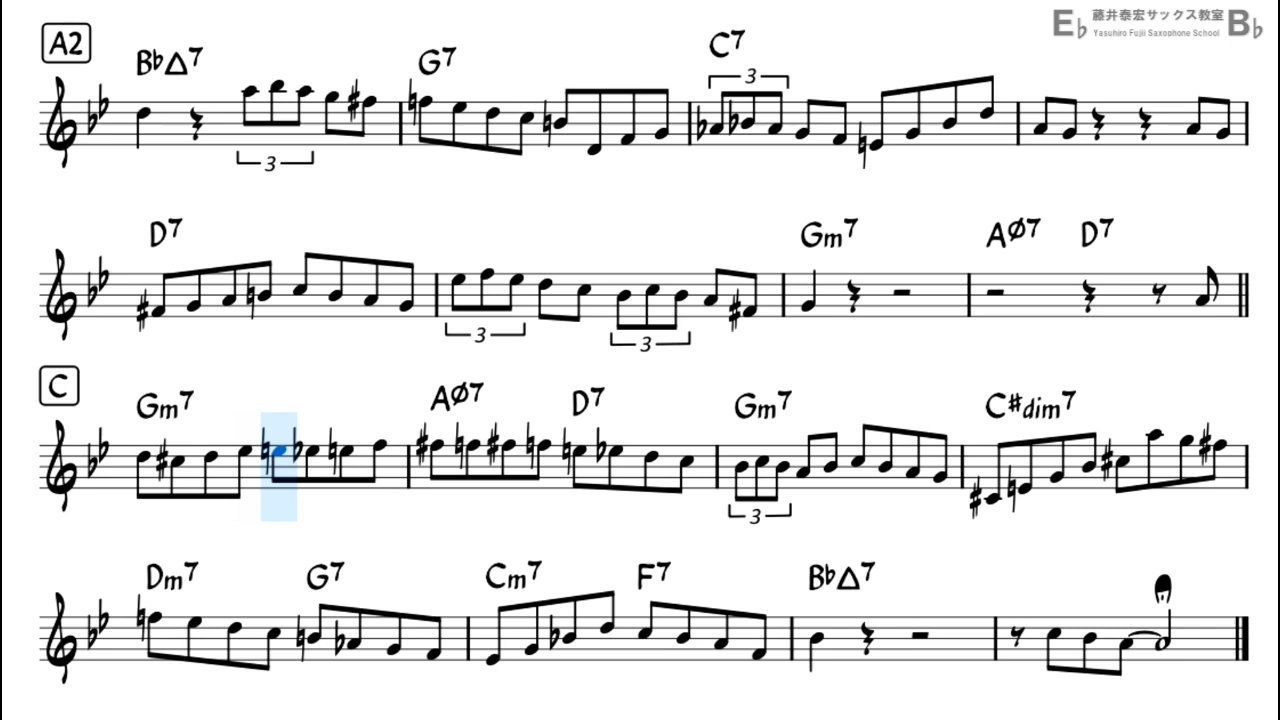 E♭ 藤井泰宏サックス教室 B♭
Yasuhiro Fujii Saxophone School
A2
B♭△7 G7 C7
3 3
D7 Gm7 AØ7 D7
3 3
C
Gm7 AØ7 D7 Gm7 C#dim7
3
Dm7 G7 Cm7 F7 B♭△7